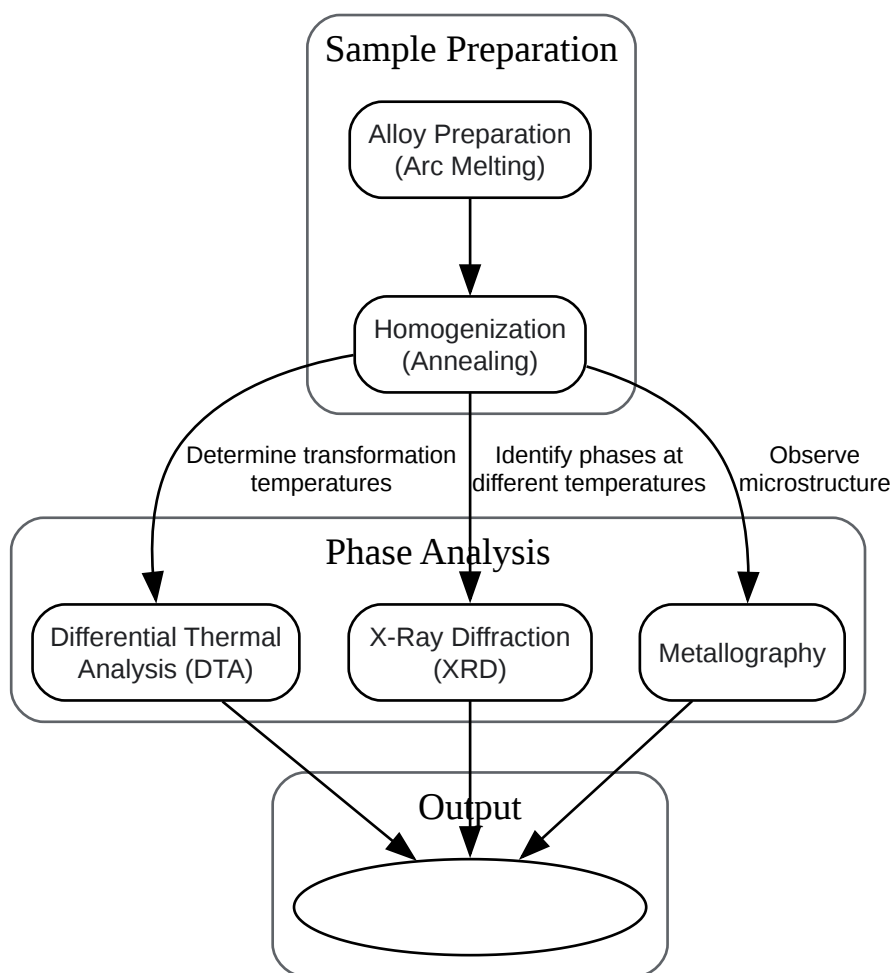 Sample Preparation
Alloy Preparation
(Arc Melting)
Homogenization
(Annealing)
Determine transformation
temperatures
Identify phases at
different temperatures
Observe
microstructure
Phase Analysis
Differential Thermal
Analysis (DTA)
X-Ray Diffraction
(XRD)
Metallography
Output